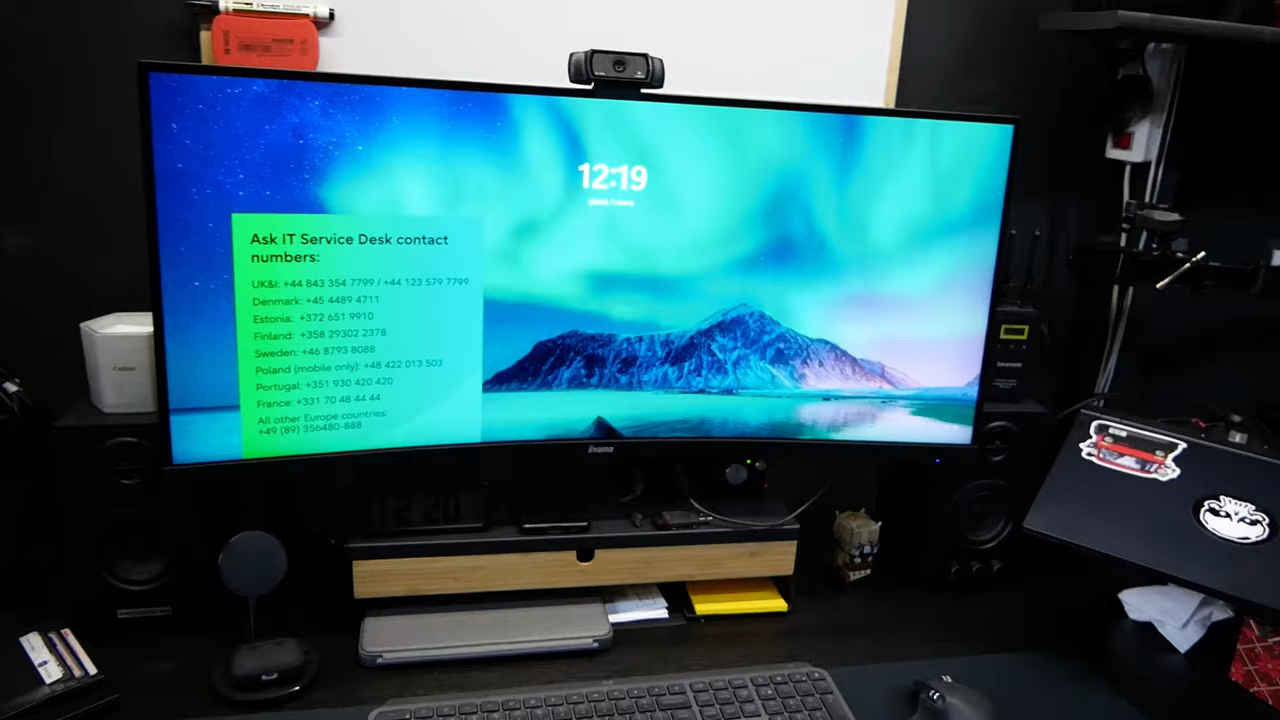 12:19
Ask IT Service Desk contact
numbers:
UK&I: +44 843 354 7799 / +44 123 579 7799
Denmark: +45 4489 4711
Estonia: +372 651 9910
Finland: +358 29302 2378
Sweden: +46 8793 8088
Poland (mobile only): +48 422 013 503
Portugal: +351 930 420 420
France: +331 70 48 44 44
All other Europe countries:
+49 (89) 356480-888
iiyama